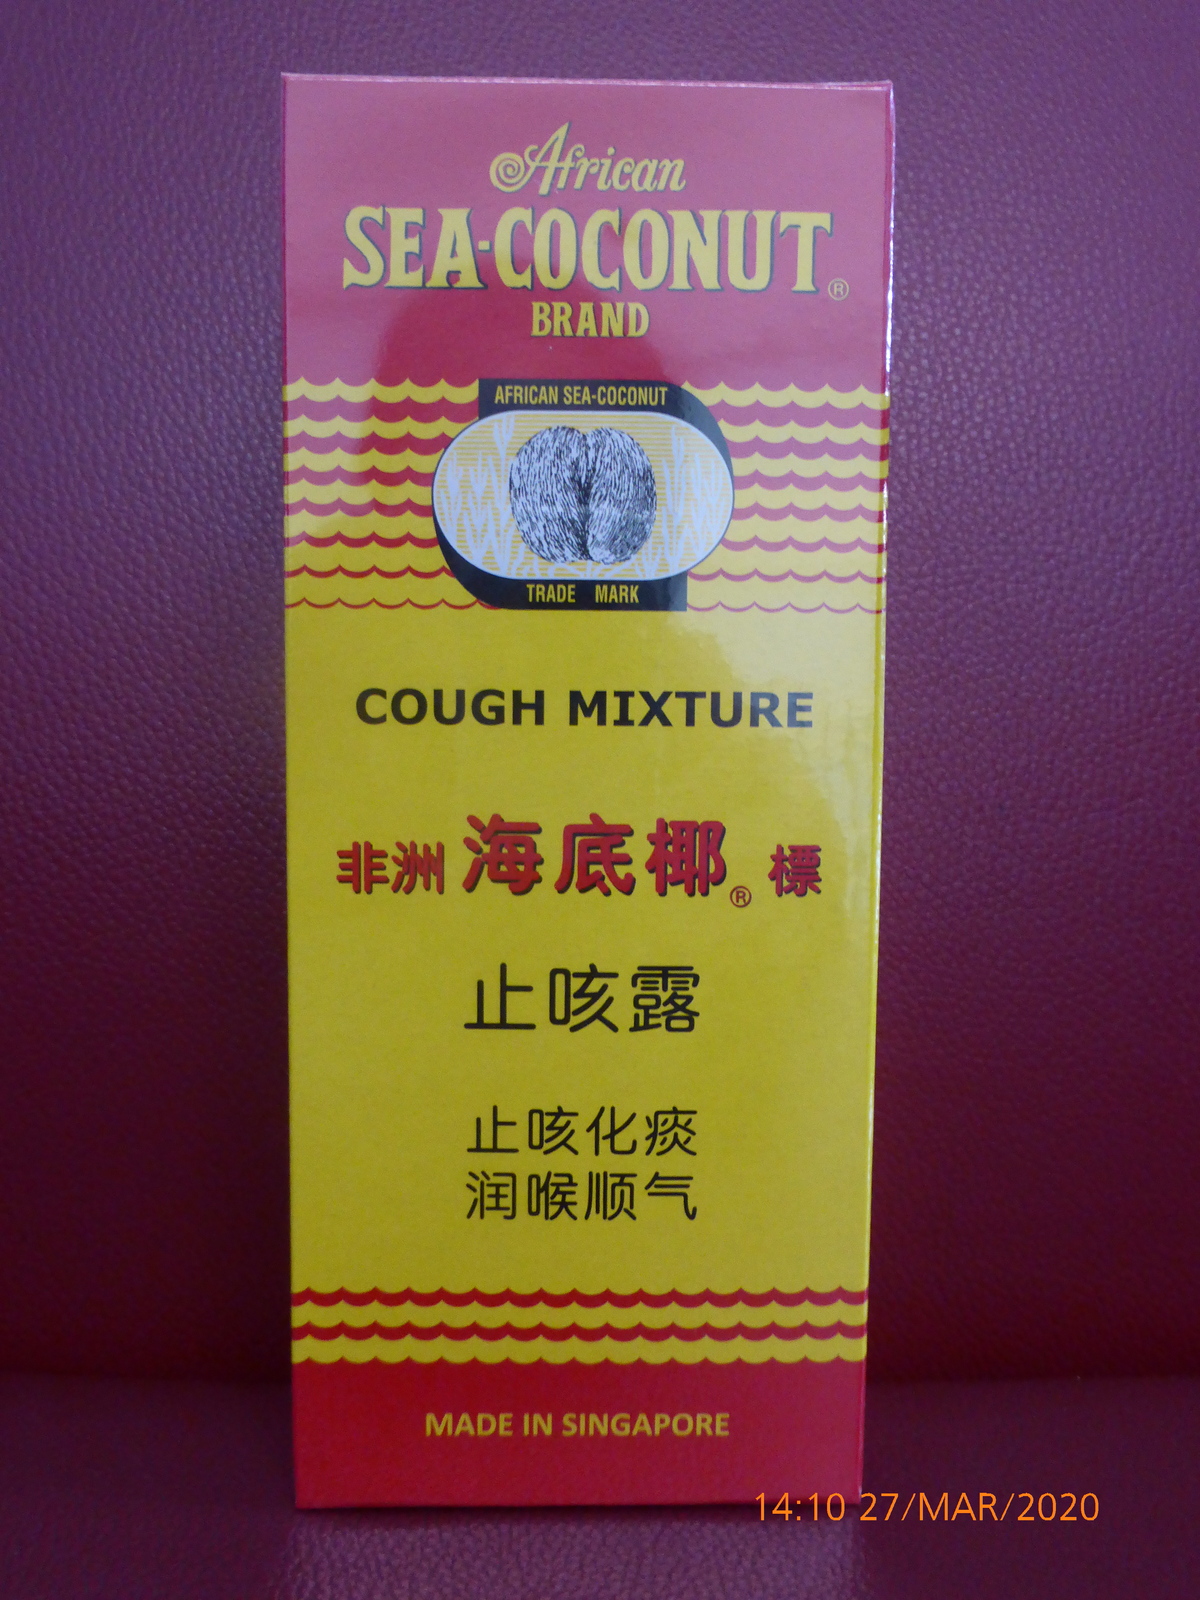 African
SEA-COCONUT®
BRAND
AFRICAN SEA-COCONUT
TRADE MARK
COUGH MIXTURE
非洲 海底椰® 標
止咳露
止咳化痰
润喉顺气
MADE IN SINGAPORE
14:10 27/MAR/2020